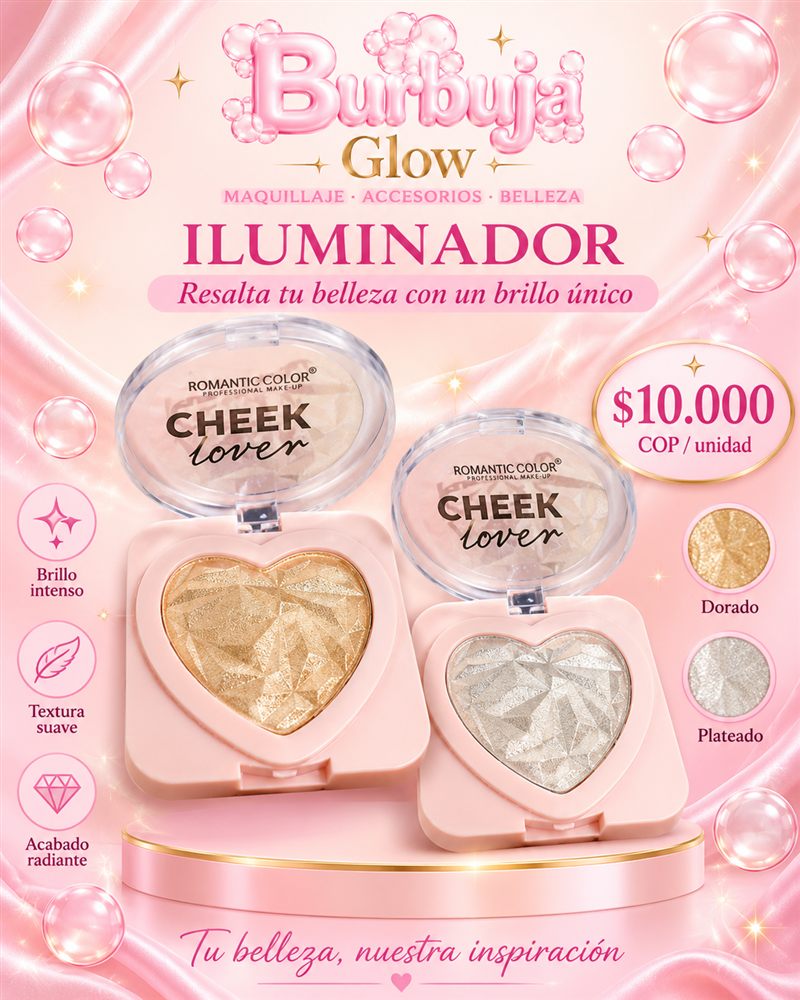 Burbuja
Glow
MAQUILLAJE · ACCESORIOS · BELLEZA
ILUMINADOR
Resalta tu belleza con un brillo único
ROMANTIC COLOR®
PROFESSIONAL MAKE-UP
CHEEK
lover
$10.000
COP / unidad
ROMANTIC COLOR®
PROFESSIONAL MAKE-UP
CHEEK
lover
Brillo
intenso
Dorado
Textura
suave
Plateado
Acabado
radiante
Tu belleza, nuestra inspiración